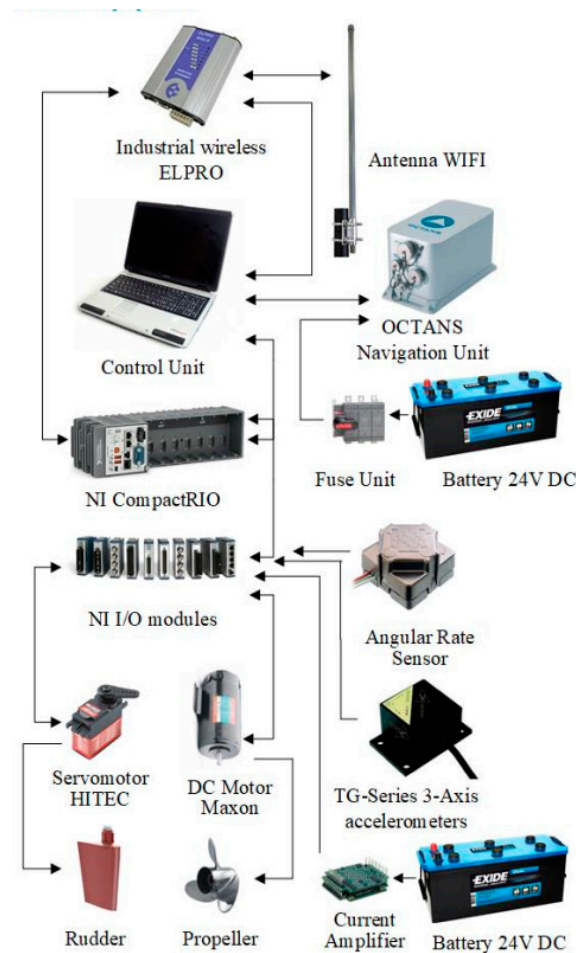 ELPRO
Industrial wireless
ELPRO
Antenna WIFI
OCTANS
Control Unit
OCTANS
Navigation Unit
EXIDE
NI CompactRIO
Fuse Unit
Battery 24V DC
NI I/O modules
Angular Rate
Sensor
Servomotor
HITEC
DC Motor
Maxon
TG-Series 3-Axis
accelerometers
EXIDE
Rudder
Propeller
Current
Amplifier
Battery 24V DC